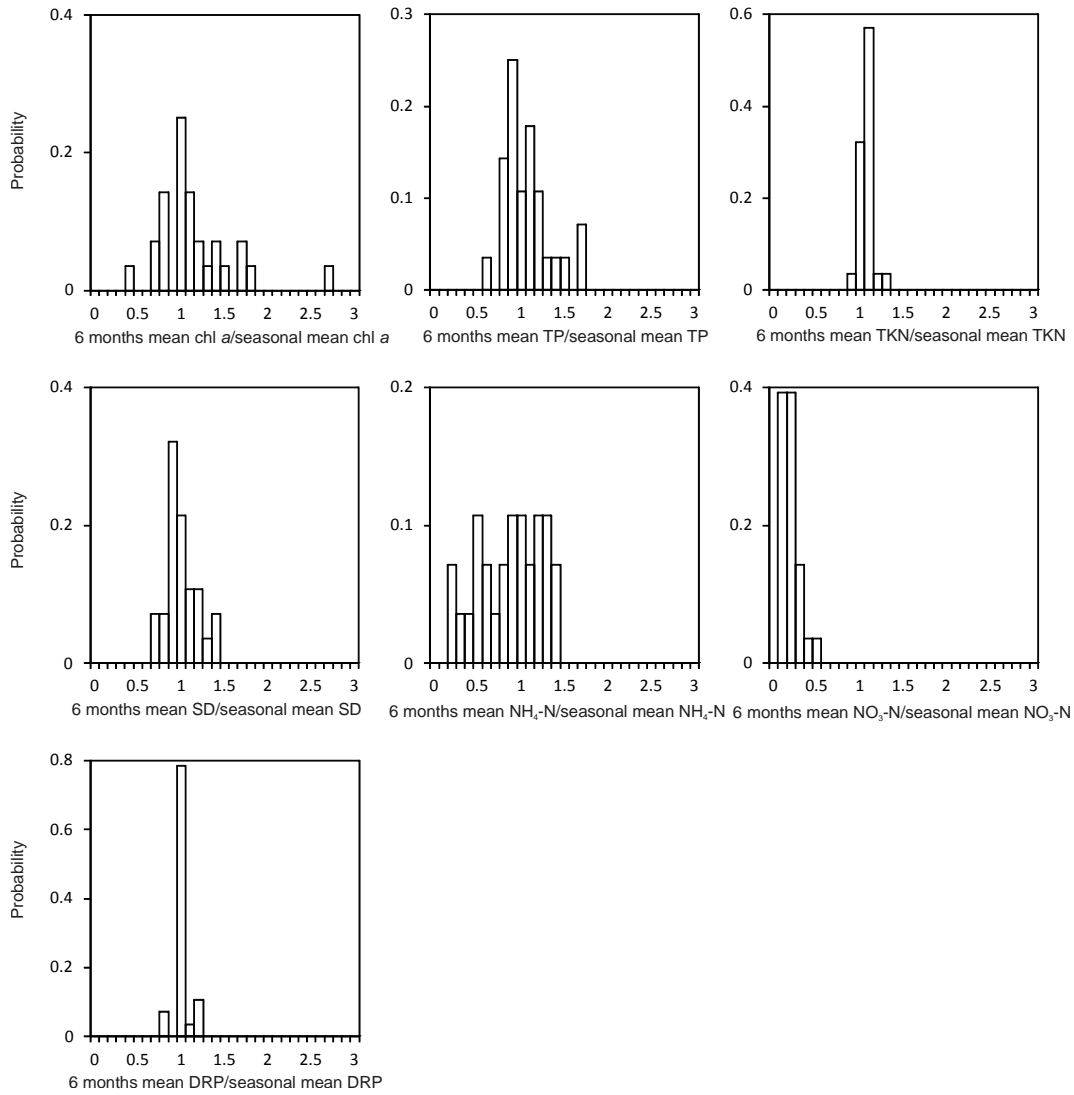 0.4
0.2
0
Probability
0 0.5 1 1.5 2 2.5 3
6 months mean chl a/seasonal mean chl a
0.3
0.2
0.1
0
0 0.5 1 1.5 2 2.5 3
6 months mean TP/seasonal mean TP
0.6
0.4
0.2
0
0 0.5 1 1.5 2 2.5 3
6 months mean TKN/seasonal mean TKN
0.4
0.2
0
Probability
0 0.5 1 1.5 2 2.5 3
6 months mean SD/seasonal mean SD
0.2
0.1
0
0 0.5 1 1.5 2 2.5 3
6 months mean NH₄-N/seasonal mean NH₄-N
0.4
0.2
0
0 0.5 1 1.5 2 2.5 3
6 months mean NO₃-N/seasonal mean NO₃-N
0.8
0.6
0.4
0.2
0
Probability
0 0.5 1 1.5 2 2.5 3
6 months mean DRP/seasonal mean DRP